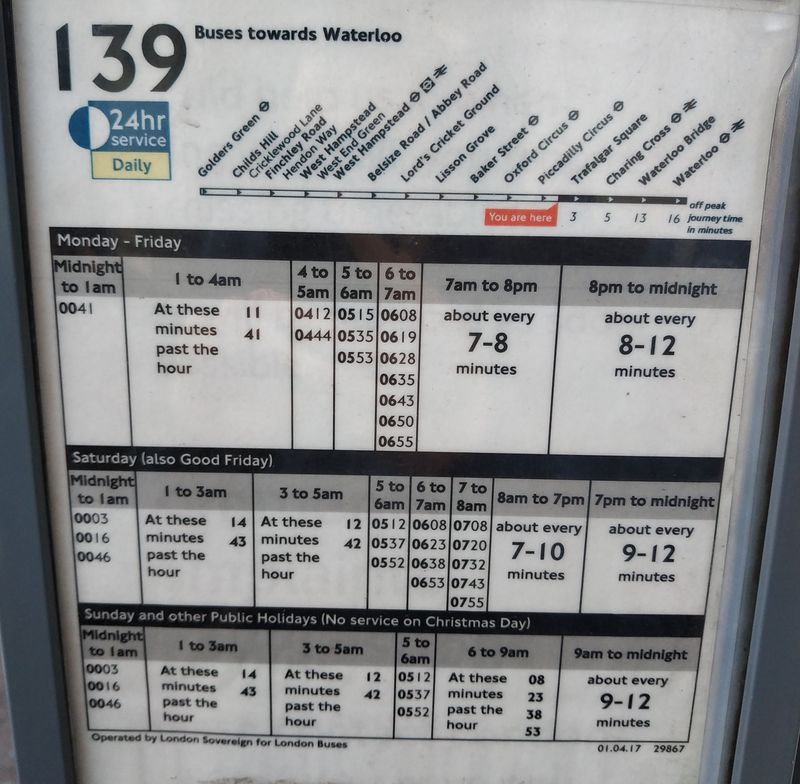 139
Buses towards Waterloo
24hr
service
Daily
Golders Green
Childs Hill
Cricklewood Lane
Finchley Road
Hendon Way
West Hampstead
West End Green
West Hampstead
Belsize Road / Abbey Road
Lord's Cricket Ground
Lisson Grove
Baker Street
Oxford Circus
Piccadilly Circus
Trafalgar Square
Charing Cross
Waterloo Bridge
Waterloo
You are here 3 5 13 16
off peak
journey time
in minutes
Monday - Friday
Midnight
to 1am
1 to 4am
4 to
5am
5 to
6am
6 to
7am
7am to 8pm
8pm to midnight
0041
At these 11
minutes 41
past the
hour
0412
0444
0515
0535
0553
0608
0619
0628
0635
0643
0650
0655
about every
7-8
minutes
about every
8-12
minutes
Saturday (also Good Friday)
Midnight
to 1am
1 to 3am
3 to 5am
5 to
6am
6 to
7am
7 to
8am
8am to 7pm
7pm to midnight
0003
0016
0046
At these 14
minutes 43
past the
hour
At these 12
minutes 42
past the
hour
0512
0537
0552
0608
0623
0638
0653
0708
0720
0732
0743
0755
about every
7-10
minutes
about every
9-12
minutes
Sunday and other Public Holidays (No service on Christmas Day)
Midnight
to 1am
1 to 3am
3 to 5am
5 to
6am
6 to 9am
9am to midnight
0003
0016
0046
At these 14
minutes 43
past the
hour
At these 12
minutes 42
past the
hour
0512
0537
0552
At these 08
minutes 23
past the 38
hour 53
about every
9-12
minutes
Operated by London Sovereign for London Buses
01.04.17 29867